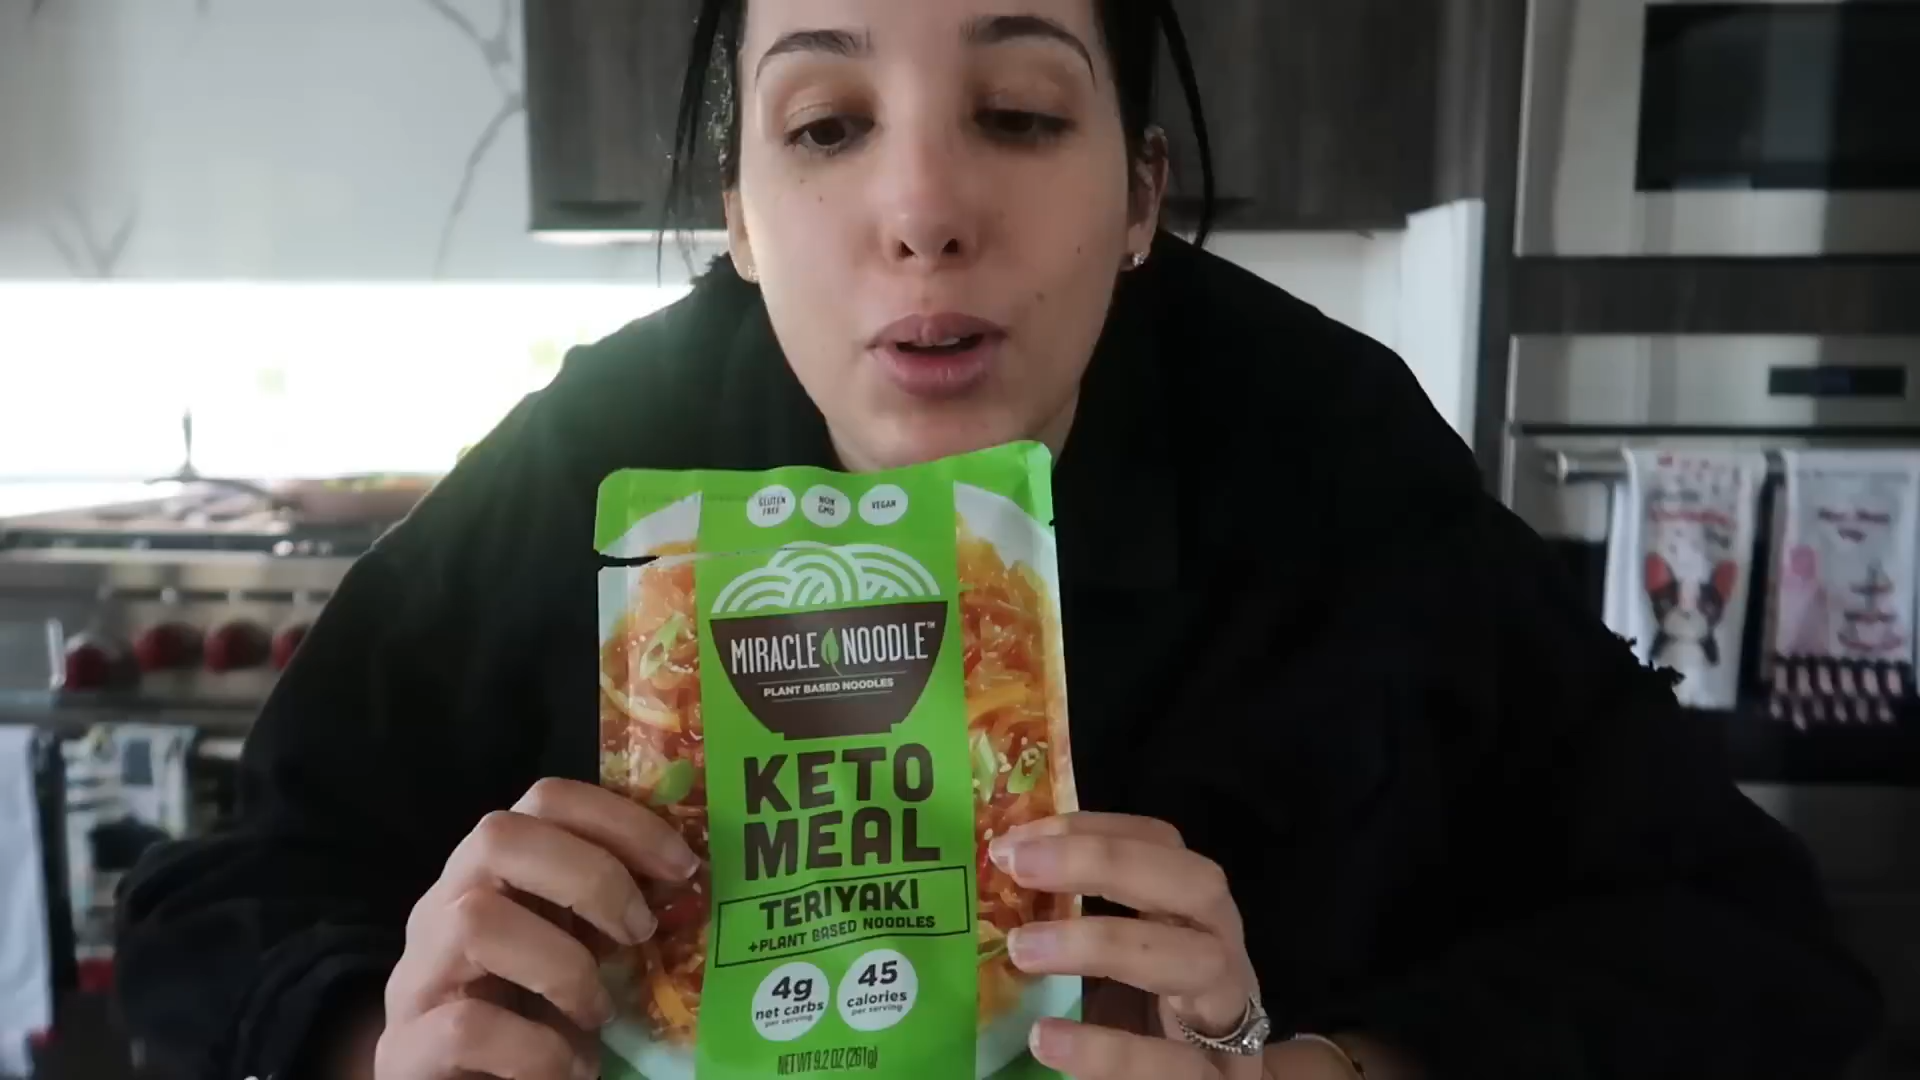 GLUTEN
FREE
NON
GMO
VEGAN
MIRACLE NOODLE™
PLANT BASED NOODLES
KETO
MEAL
TERIYAKI
+PLANT BASED NOODLES
4g
net carbs
per serving
45
calories
per serving
NET WT 9.2 OZ (261g)